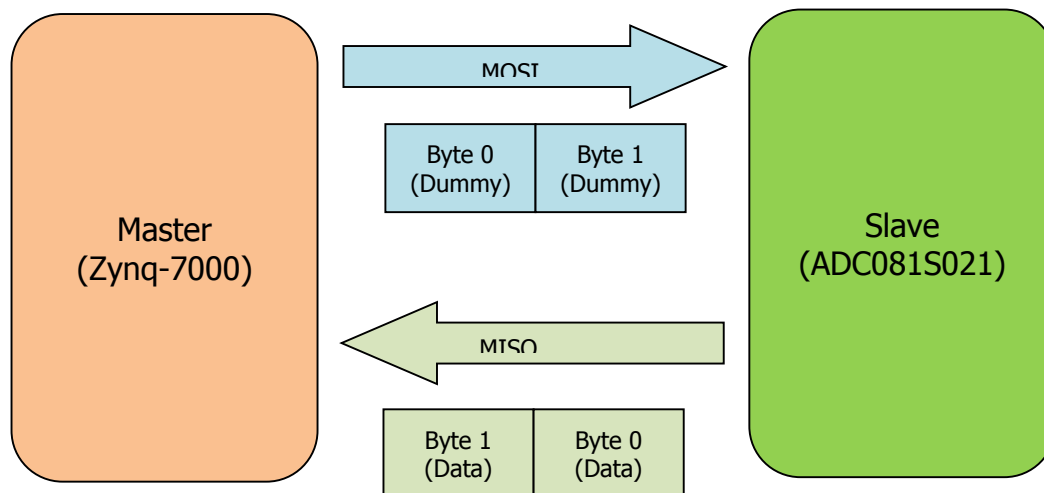 MOSI
Byte 0
(Dummy)
Byte 1
(Dummy)
Master
(Zynq-7000)
Slave
(ADC081S021)
MISO
Byte 1
(Data)
Byte 0
(Data)